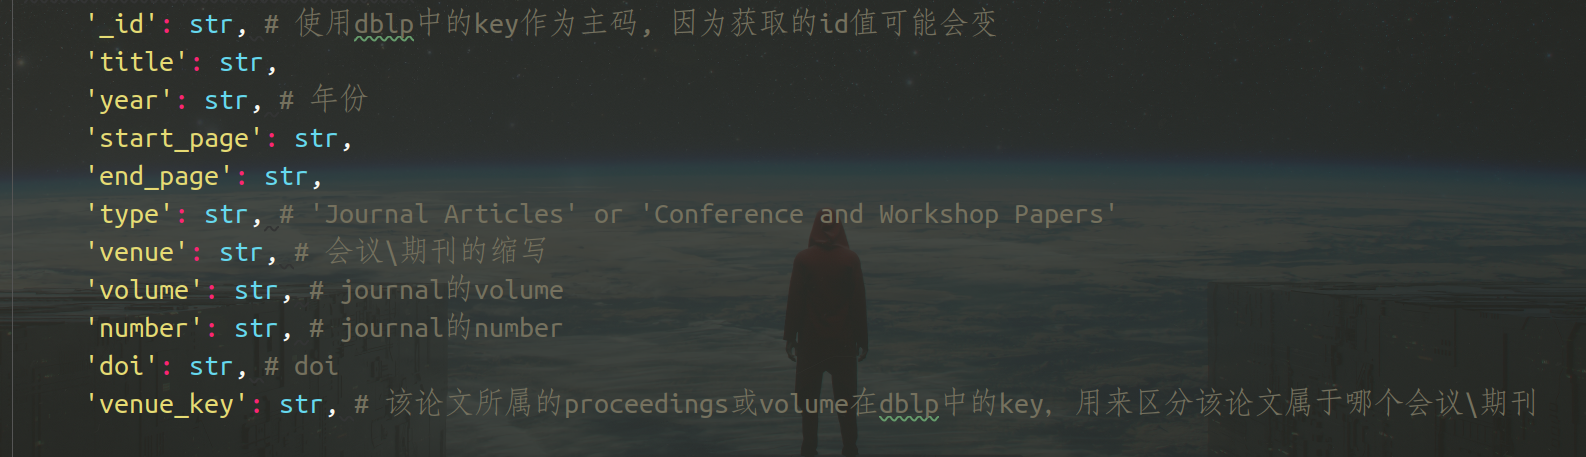 '_id': str, # 使用dblp中的key作为主码, 因为获取的id值可能会变
'title': str,
'year': str, # 年份
'start_page': str,
'end_page': str,
'type': str, # 'Journal Articles' or 'Conference and Workshop Papers'
'venue': str, # 会议\期刊的缩写
'volume': str, # journal的volume
'number': str, # journal的number
'doi': str, # doi
'venue_key': str, # 该论文所属的proceedings或volume在dblp中的key, 用来区分该论文属于哪个会议\期刊